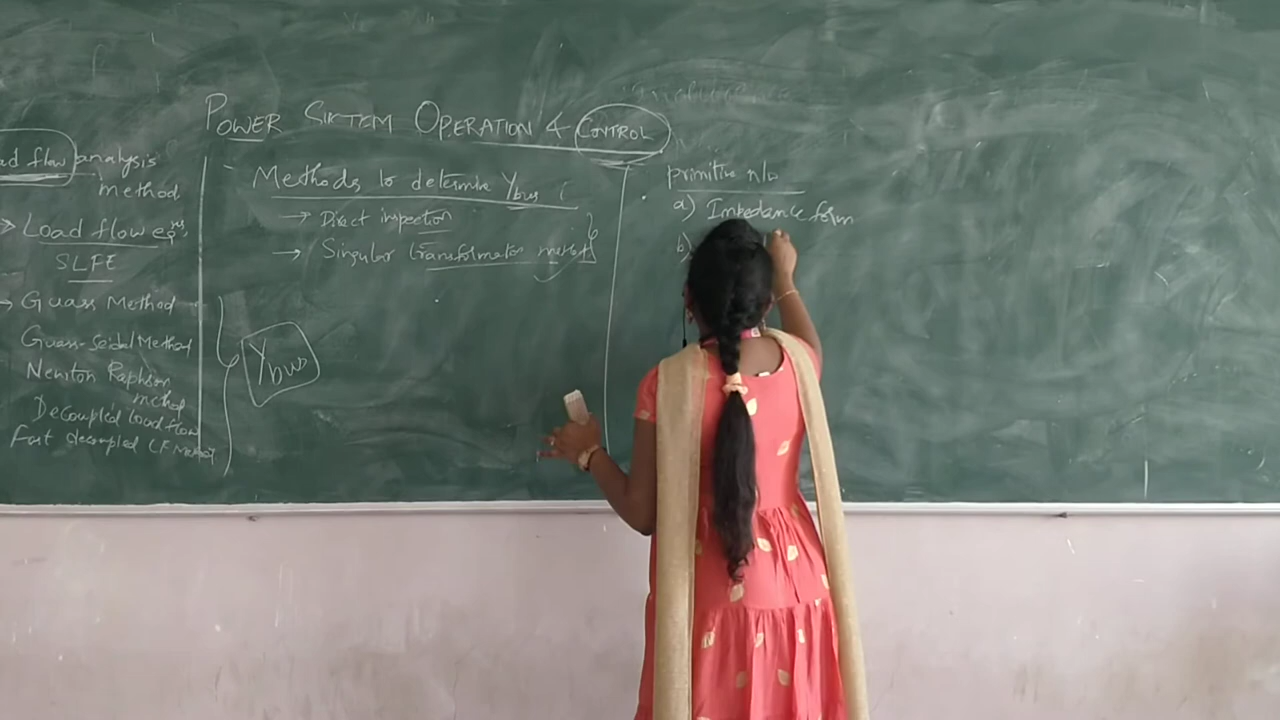 POWER SISTEM OPERATION & CONTROL
ad flow analysis
method
→ Load flow eqns,
SLFE
→ Guass Method
Guass-Seidel Method
Newton Raphson
method
Decoupled Load flow
Fast decoupled LF Method
Methods to determine Ybus
→ Direct inspection
→ Singular transformation method
Ybus
primitive n/w
a) Impedance form
b)